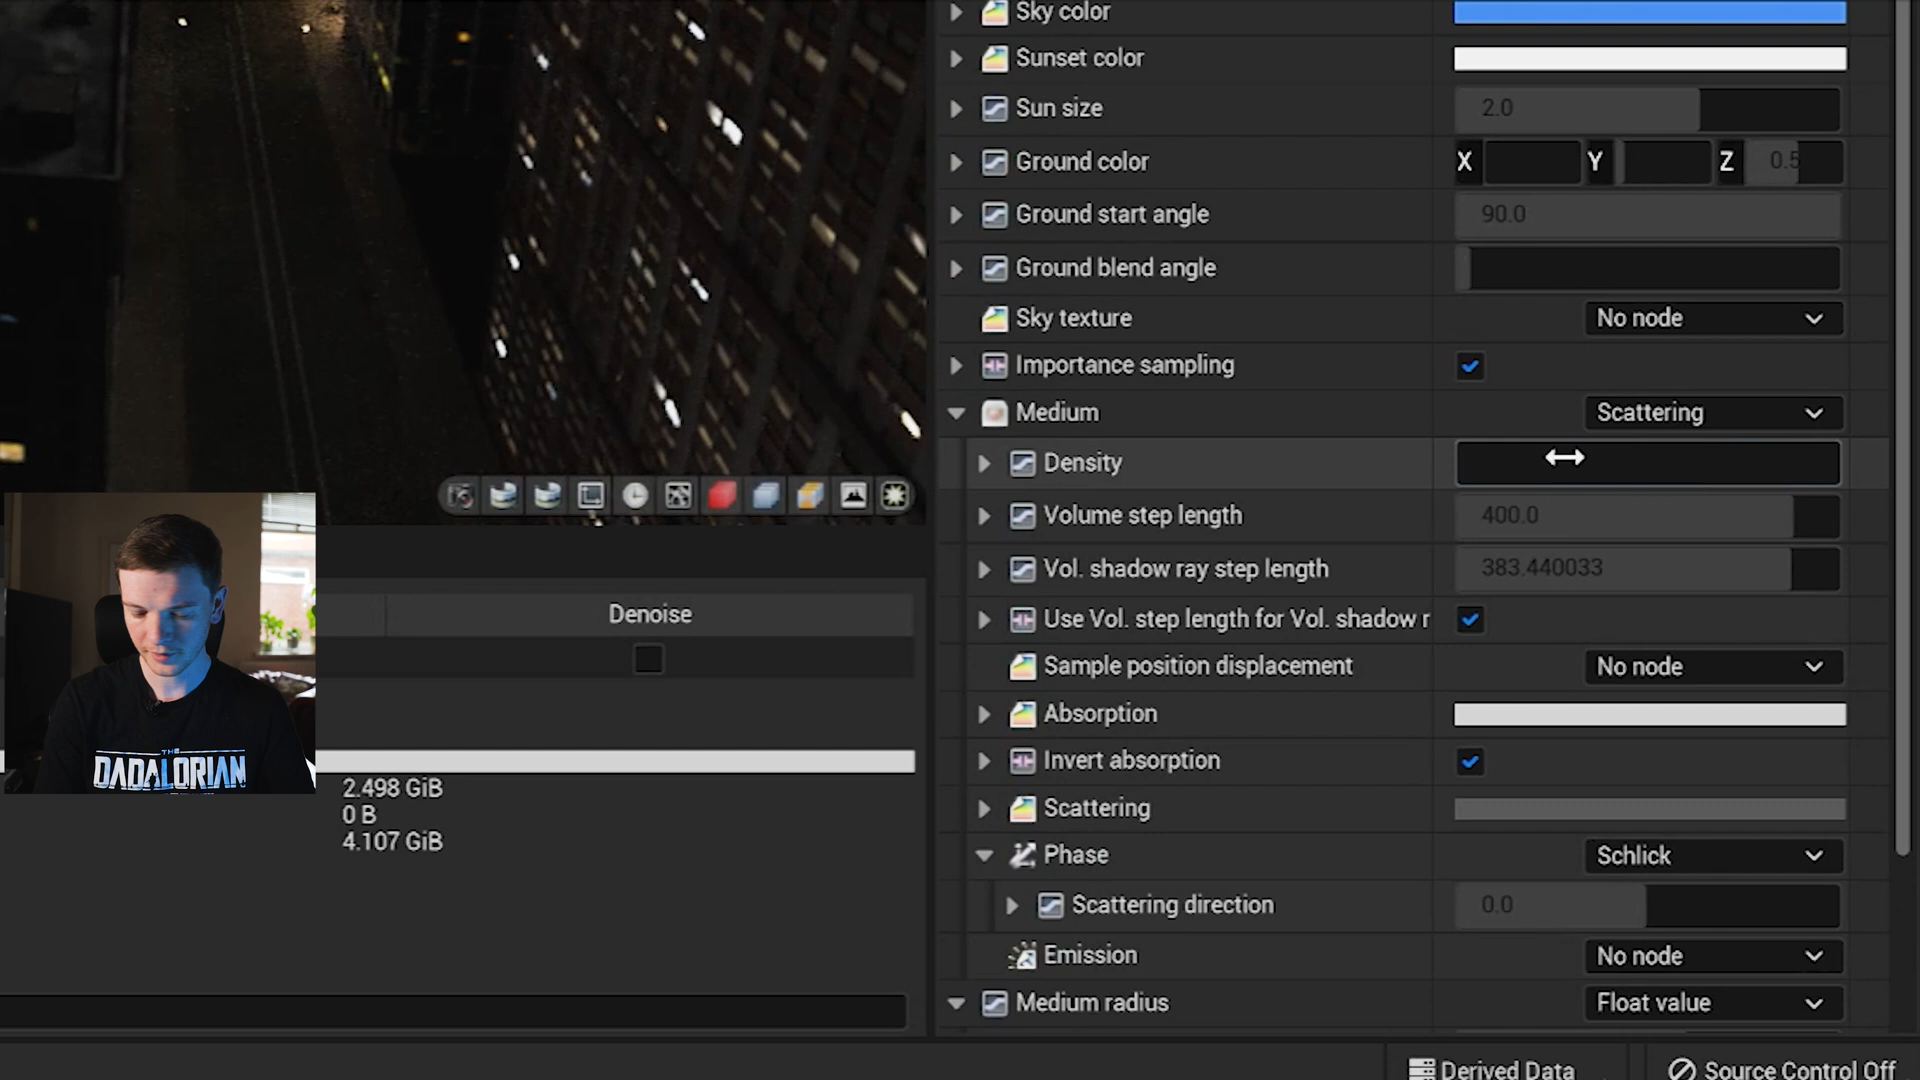 Sky color
Sunset color
Sun size 2.0
Ground color X Y Z 0.5
Ground start angle 90.0
Ground blend angle
Sky texture No node
Importance sampling
Medium Scattering
Density
Volume step length 400.0
Vol. shadow ray step length 383.440033
Use Vol. step length for Vol. shadow r
Sample position displacement No node
Absorption
Invert absorption
Scattering
Phase Schlick
Scattering direction 0.0
Emission No node
Medium radius Float value
Denoise
THE
DADALORIAN
2.498 GiB
0 B
4.107 GiB
Derived Data Source Control Off